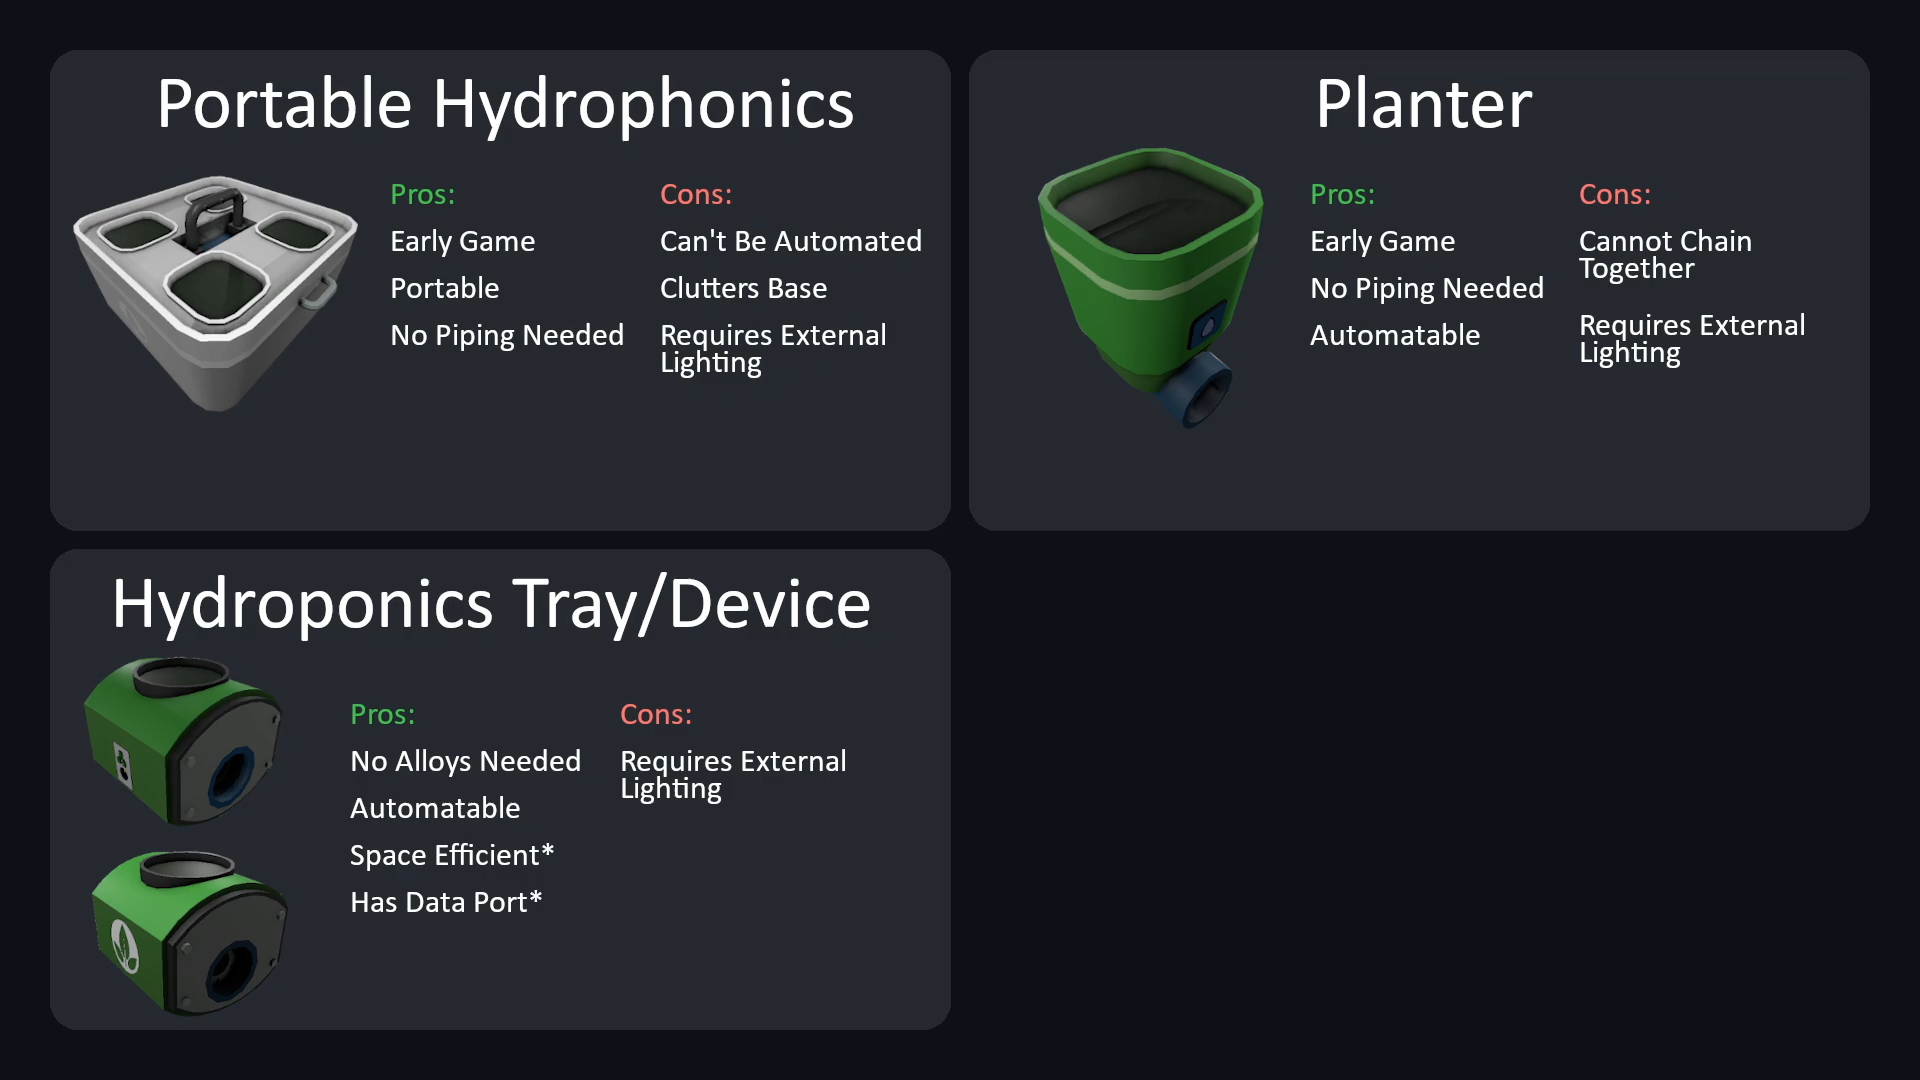 Portable Hydrophonics
Pros:
Early Game
Portable
No Piping Needed
Cons:
Can't Be Automated
Clutters Base
Requires External
Lighting
Planter
Pros:
Early Game
No Piping Needed
Automatable
Cons:
Cannot Chain
Together
Requires External
Lighting
Hydroponics Tray/Device
Pros:
No Alloys Needed
Automatable
Space Efficient*
Has Data Port*
Cons:
Requires External
Lighting